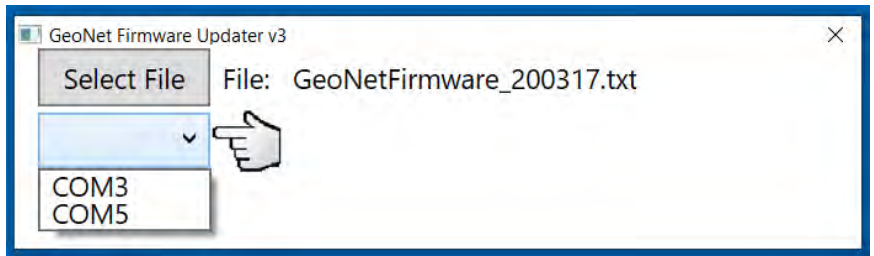 GeoNet Firmware Updater v3
Select File File: GeoNetFirmware_200317.txt
COM3
COM5